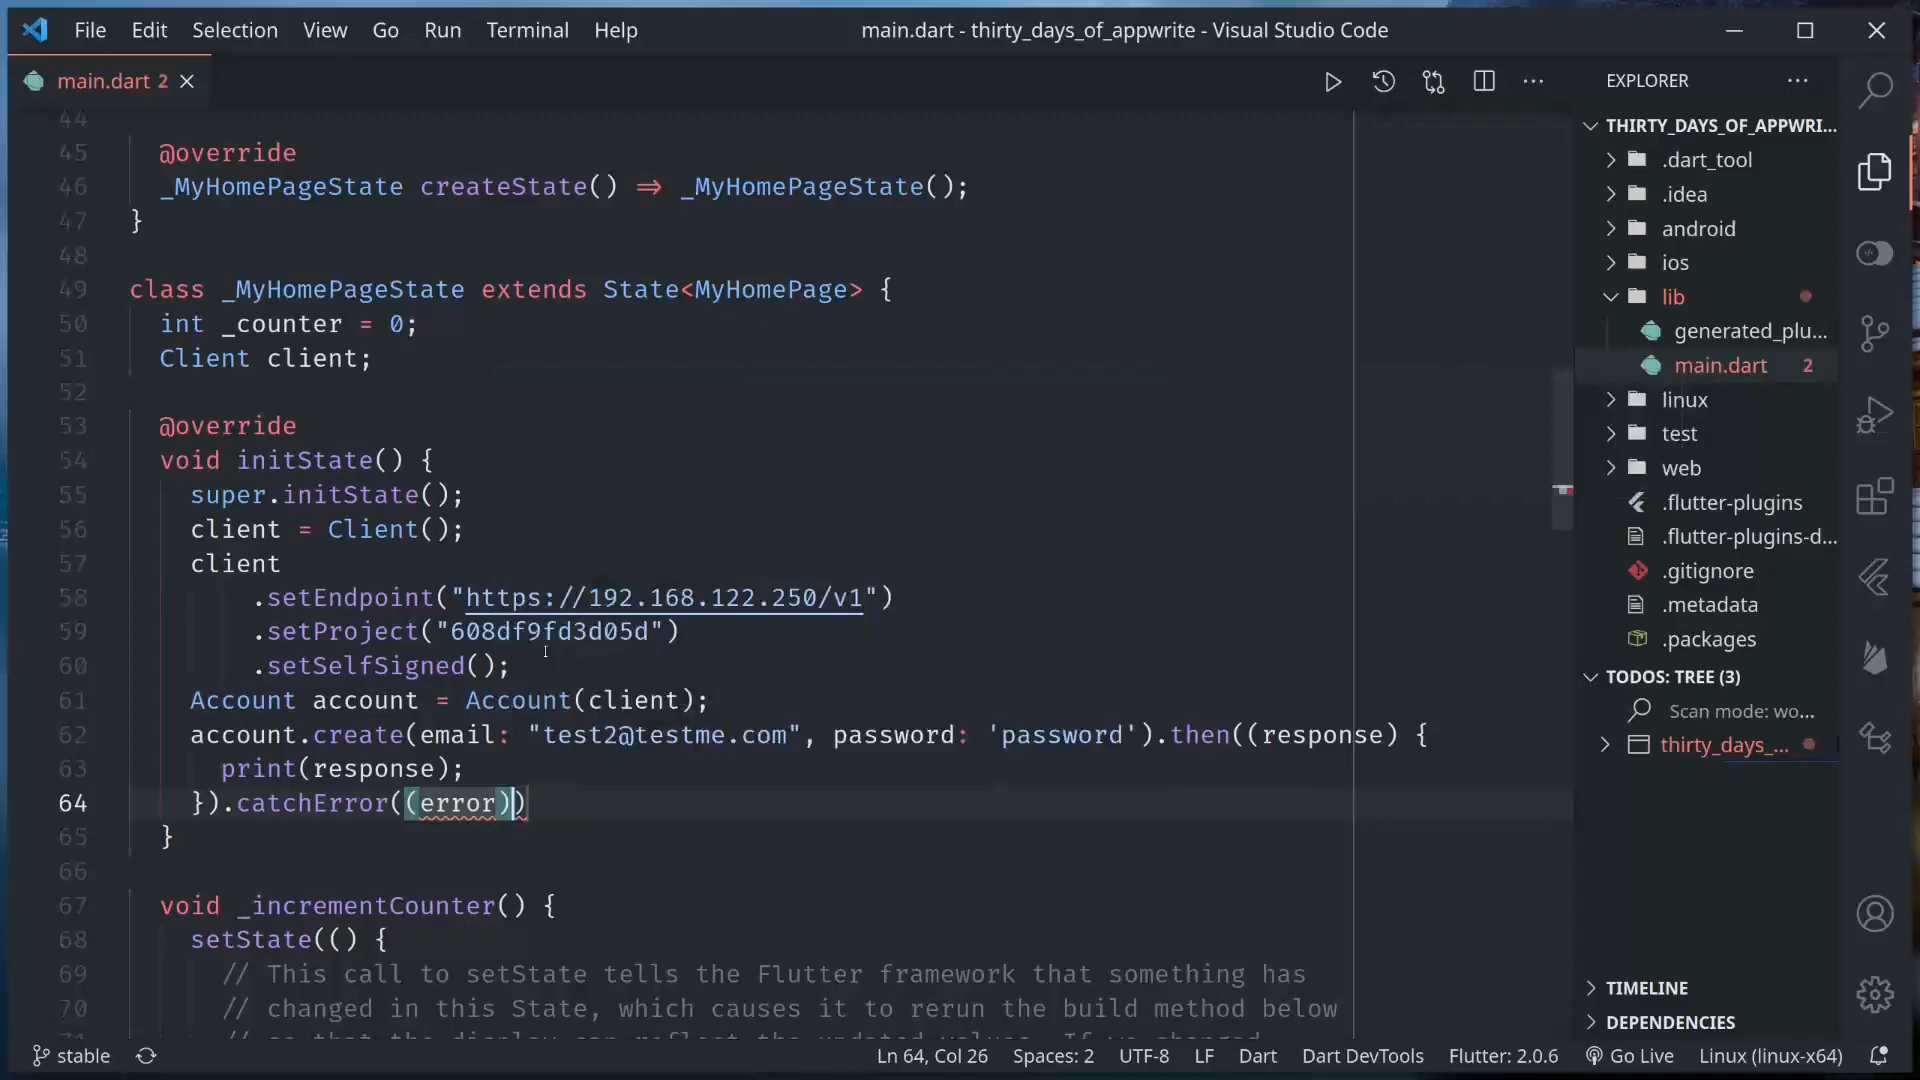 File Edit Selection View Go Run Terminal Help
main.dart - thirty_days_of_appwrite - Visual Studio Code
main.dart 2
44
45 @override
46 _MyHomePageState createState() => _MyHomePageState();
47 }
48
49 class _MyHomePageState extends State<MyHomePage> {
50 int _counter = 0;
51 Client client;
52
53 @override
54 void initState() {
55 super.initState();
56 client = Client();
57 client
58 .setEndpoint("https://192.168.122.250/v1")
59 .setProject("608df9fd3d05d")
60 .setSelfSigned();
61 Account account = Account(client);
62 account.create(email: "test2@testme.com", password: 'password').then((response) {
63 print(response);
64 }).catchError((error))
65 }
66
67 void _incrementCounter() {
68 setState(() {
69 // This call to setState tells the Flutter framework that something has
70 // changed in this State, which causes it to rerun the build method below
EXPLORER
THIRTY_DAYS_OF_APPWRI...
.dart_tool
.idea
android
ios
lib
generated_plu...
main.dart 2
linux
test
web
.flutter-plugins
.flutter-plugins-d...
.gitignore
.metadata
.packages
TODOS: TREE (3)
Scan mode: wo...
thirty_days_...
TIMELINE
DEPENDENCIES
stable
Ln 64, Col 26 Spaces: 2 UTF-8 LF Dart Dart DevTools Flutter: 2.0.6 Go Live Linux (linux-x64)